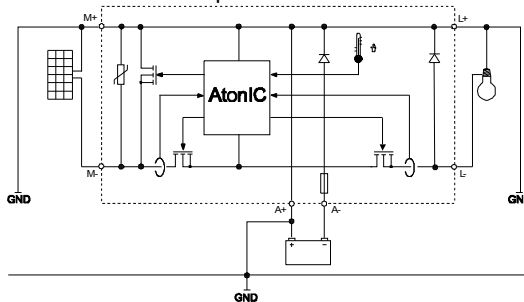 M+
L+
ϑ
AtonIC
M-
L-
GND
GN
A+
A-
+
−
GND